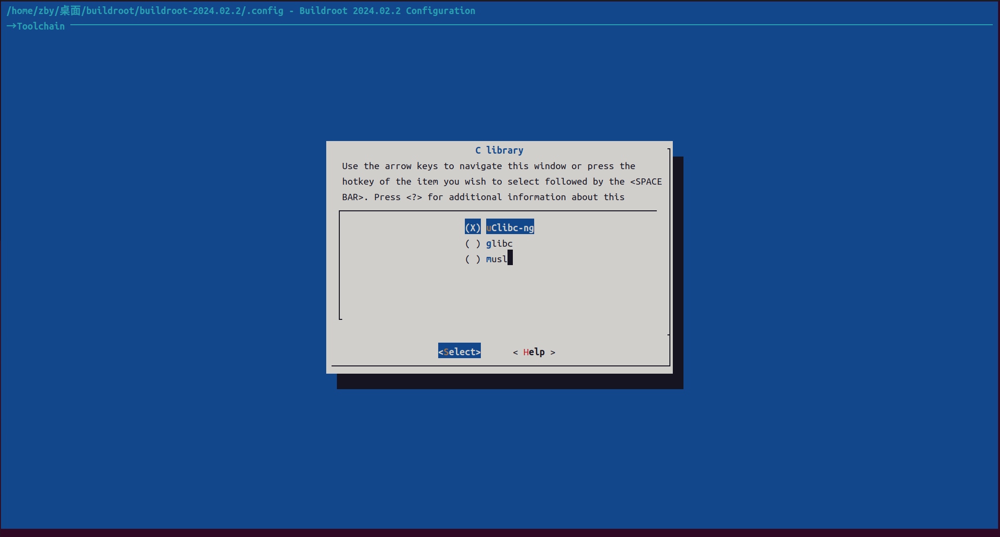 /home/zby/桌面/buildroot/buildroot-2024.02.2/.config - Buildroot 2024.02.2 Configuration
→Toolchain
C library
Use the arrow keys to navigate this window or press the
hotkey of the item you wish to select followed by the <SPACE
BAR>. Press <?> for additional information about this
(X) uClibc-ng
( ) glibc
( ) musl
<Select> < Help >